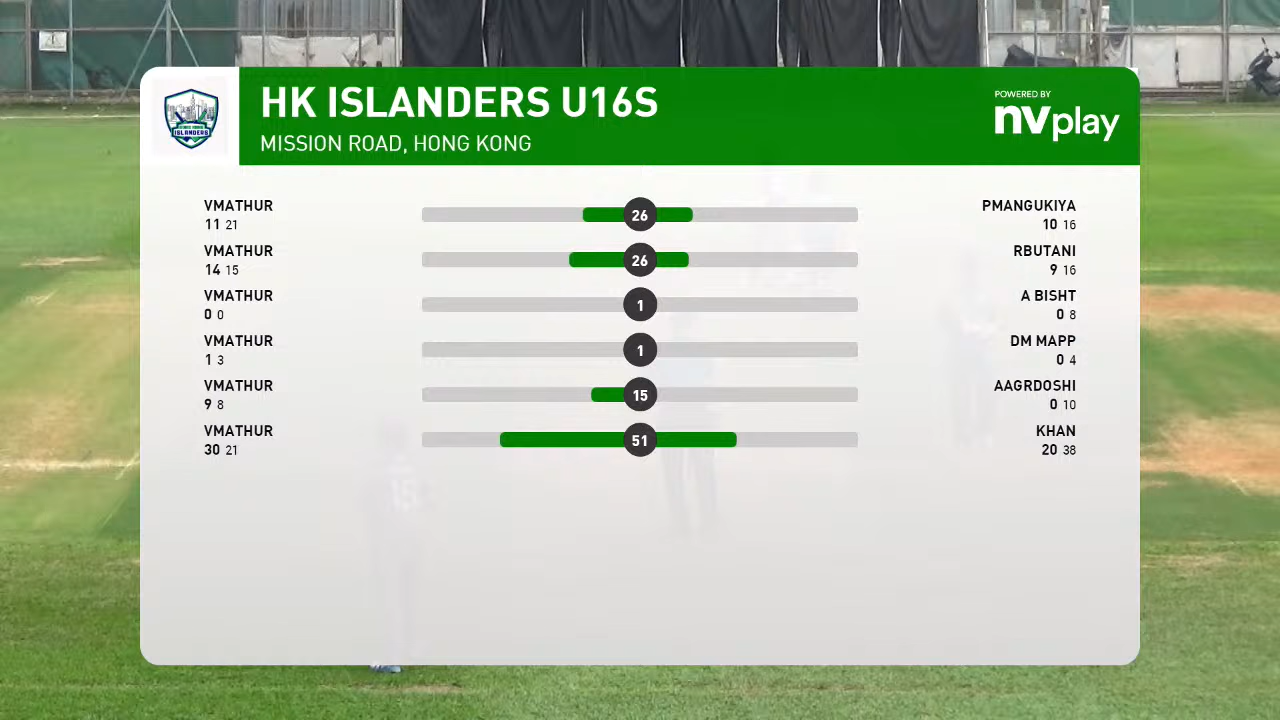 HK ISLANDERS U16S
MISSION ROAD, HONG KONG
POWERED BY
nvplay
ISLANDERS
VMATHUR
11 21
26
PMANGUKIYA
10 16
VMATHUR
14 15
26
RBUTANI
9 16
VMATHUR
0 0
1
A BISHT
0 8
VMATHUR
1 3
1
DM MAPP
0 4
VMATHUR
9 8
15
AAGRDOSHI
0 10
VMATHUR
30 21
51
KHAN
20 38
15